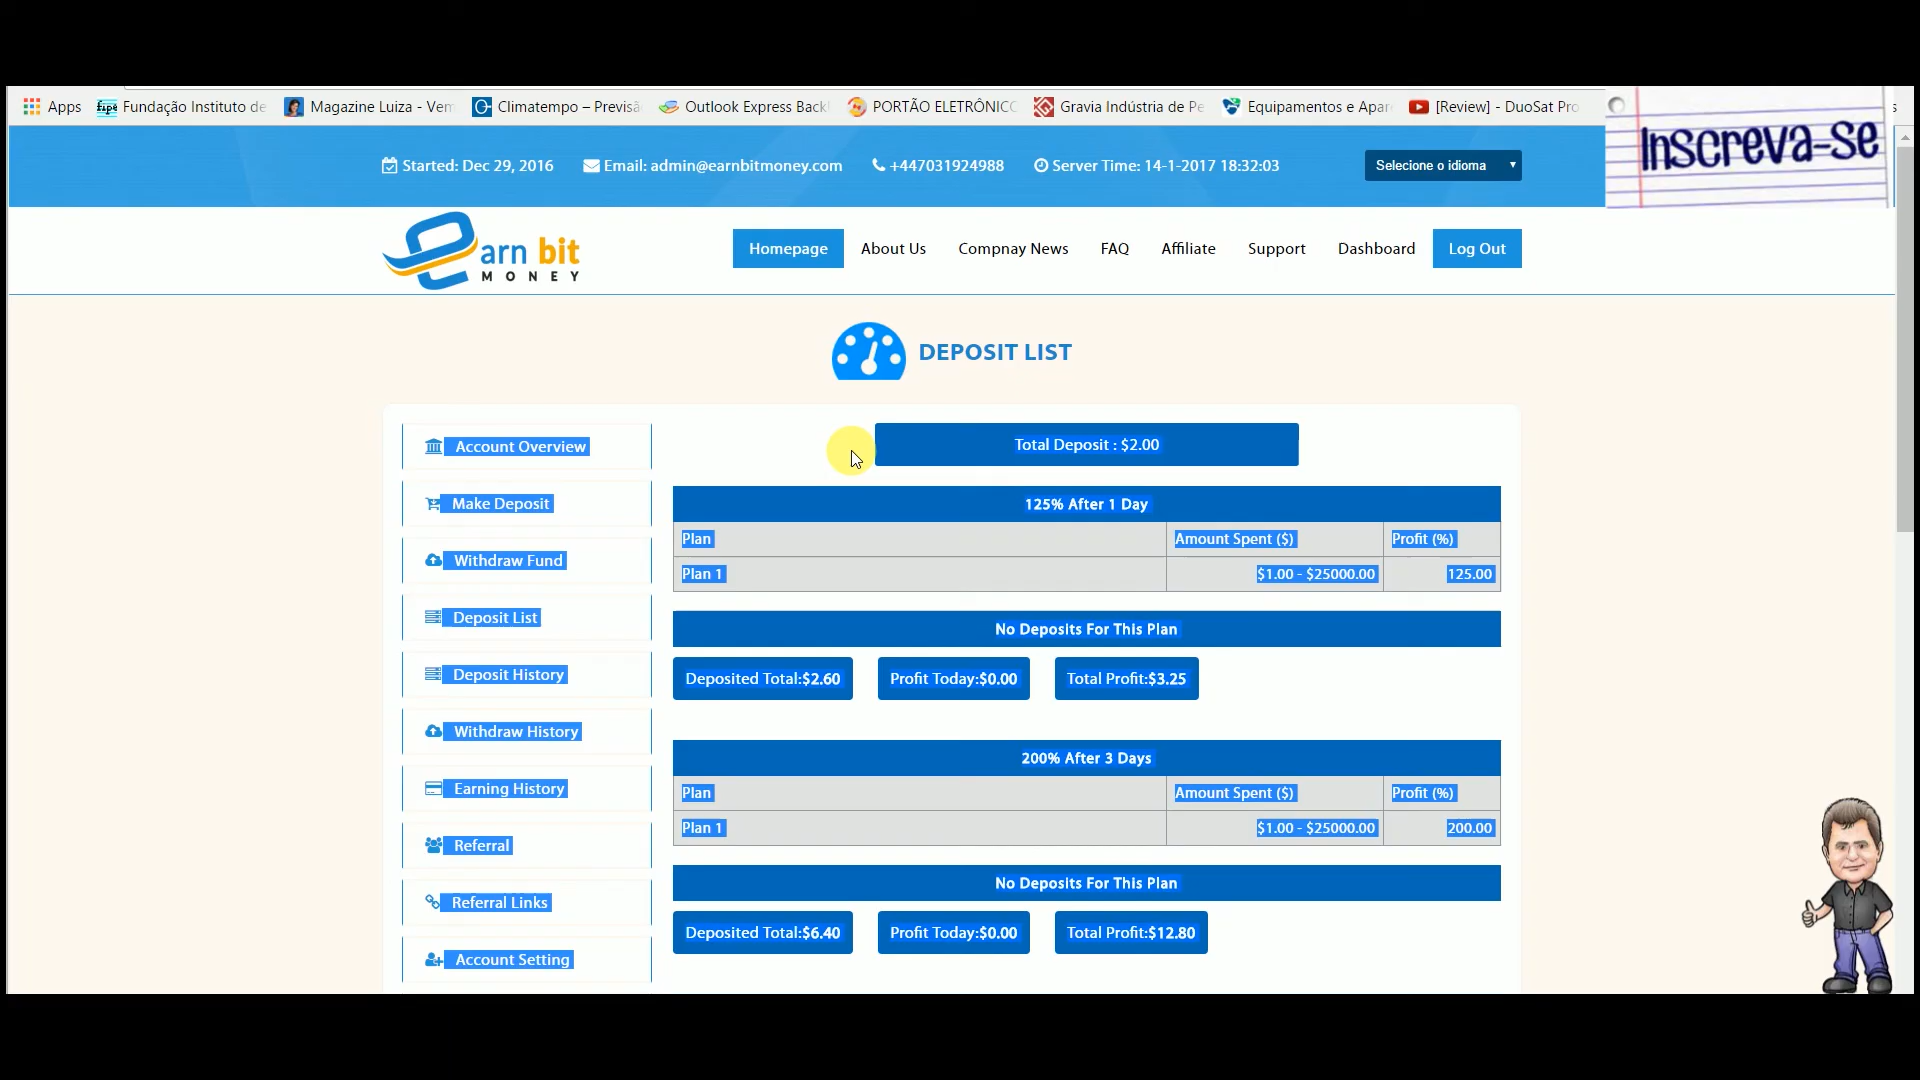 Apps Fundação Instituto de Magazine Luiza - Vem Climatempo – Previsã Outlook Express Back PORTÃO ELETRÔNICO Gravia Indústria de Pe Equipamentos e Apar [Review] - DuoSat Pro s
Inscreva-se
Started: Dec 29, 2016 Email: admin@earnbitmoney.com +447031924988 Server Time: 14-1-2017 18:32:03 Selecione o idioma
earn bit
MONEY
Homepage About Us Compnay News FAQ Affiliate Support Dashboard Log Out
DEPOSIT LIST
Account Overview
Make Deposit
Withdraw Fund
Deposit List
Deposit History
Withdraw History
Earning History
Referral
Referral Links
Account Setting
Total Deposit : $2.00
125% After 1 Day
Plan Amount Spent ($) Profit (%)
Plan 1 $1.00 - $25000.00 125.00
No Deposits For This Plan
Deposited Total:$2.60 Profit Today:$0.00 Total Profit:$3.25
200% After 3 Days
Plan Amount Spent ($) Profit (%)
Plan 1 $1.00 - $25000.00 200.00
No Deposits For This Plan
Deposited Total:$6.40 Profit Today:$0.00 Total Profit:$12.80